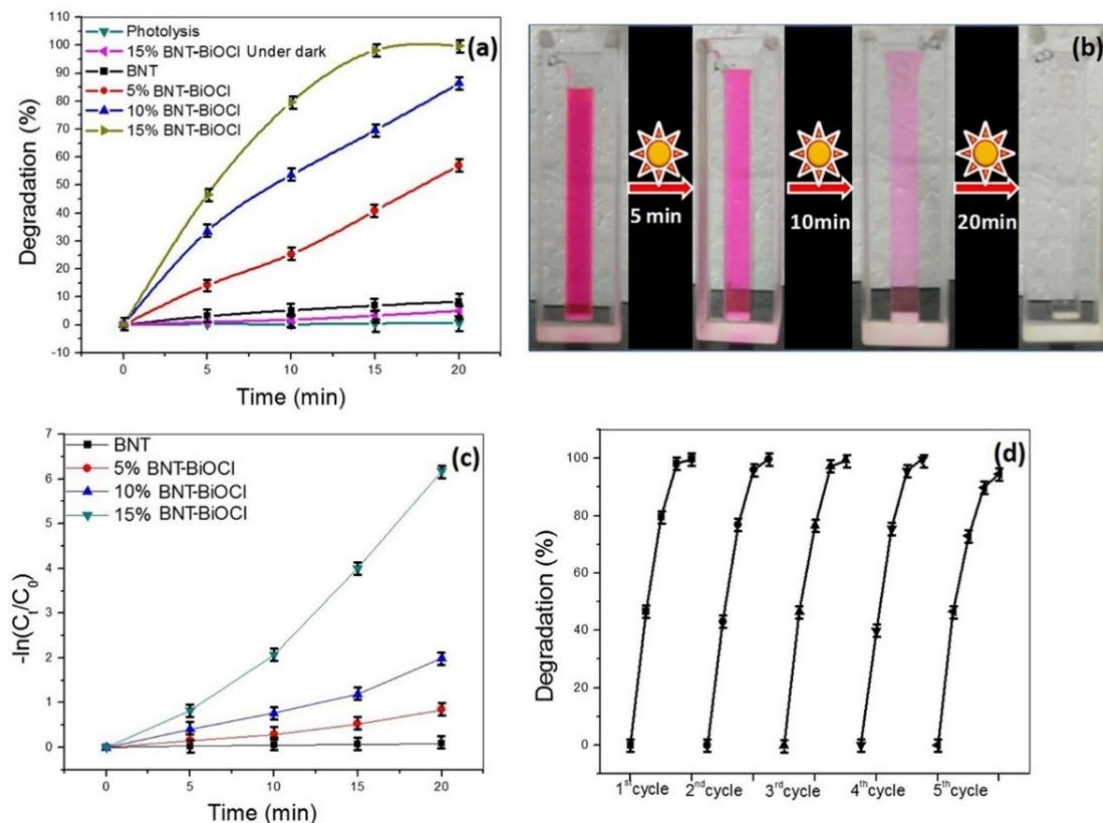 Photolysis
15% BNT-BiOCl Under dark
BNT
5% BNT-BiOCl
10% BNT-BiOCl
15% BNT-BiOCl
(a)
110
100
90
80
70
60
50
40
30
20
10
0
-10
Degradation (%)
0 5 10 15 20
Time (min)
(b)
5 min
10min
20min
BNT
5% BNT-BiOCl
10% BNT-BiOCl
15% BNT-BiOCl
(c)
7
6
5
4
3
2
1
0
-ln(Ct/C0)
0 5 10 15 20
Time (min)
(d)
100
80
60
40
20
0
Degradation (%)
1st cycle 2nd cycle 3rd cycle 4th cycle 5th cycle